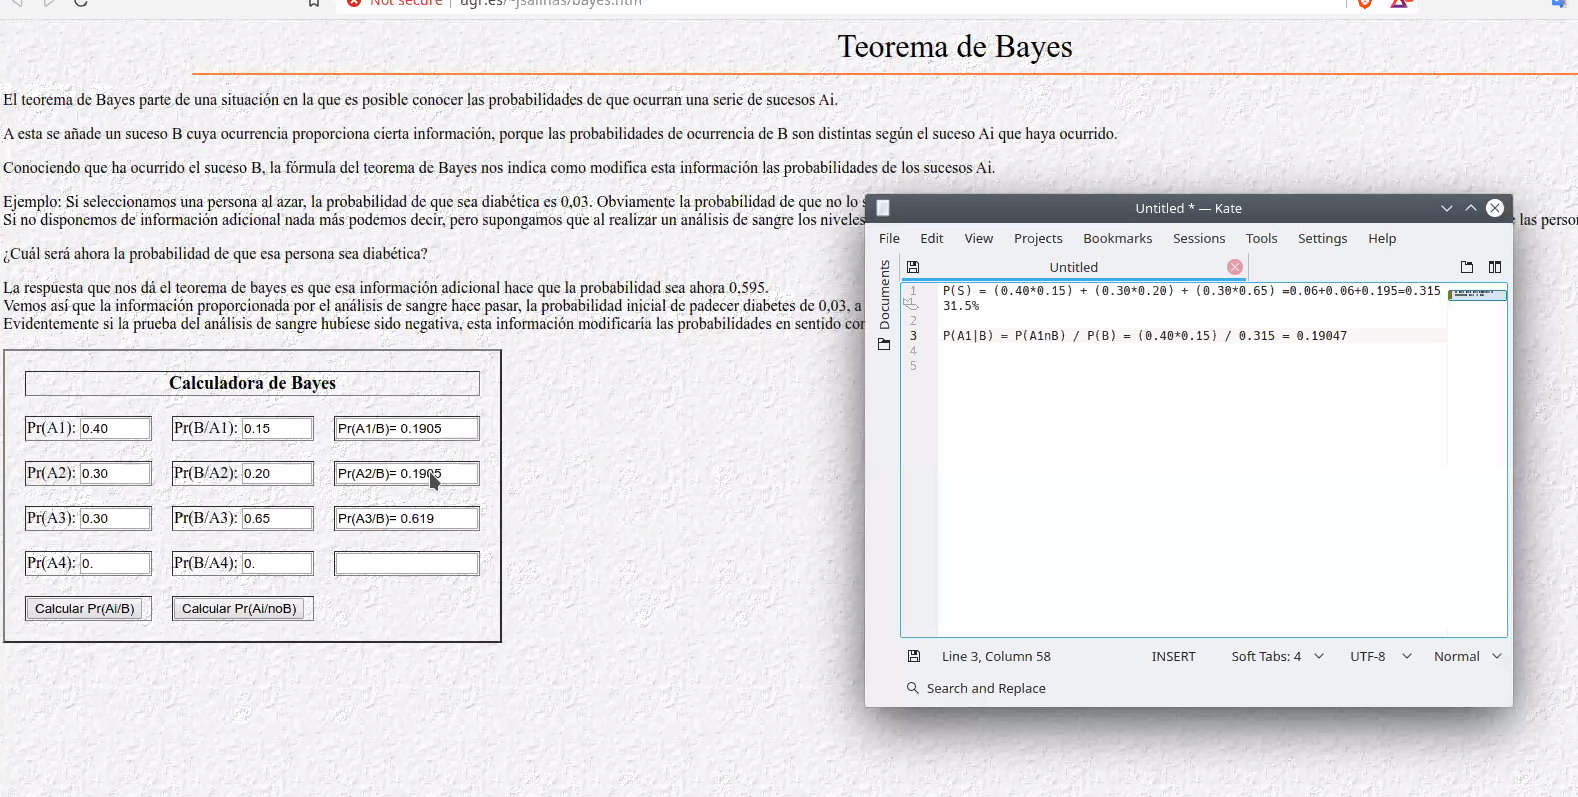 Not secure | ugr.es/~jsalinas/bayes.htm
Teorema de Bayes
El teorema de Bayes parte de una situación en la que es posible conocer las probabilidades de que ocurran una serie de sucesos Ai.
A esta se añade un suceso B cuya ocurrencia proporciona cierta información, porque las probabilidades de ocurrencia de B son distintas según el suceso Ai que haya ocurrido.
Conociendo que ha ocurrido el suceso B, la fórmula del teorema de Bayes nos indica como modifica esta información las probabilidades de los sucesos Ai.
Ejemplo: Si seleccionamos una persona al azar, la probabilidad de que sea diabética es 0,03. Obviamente la probabilidad de que no lo s
Si no disponemos de información adicional nada más podemos decir, pero supongamos que al realizar un análisis de sangre los niveles
las person
¿Cuál será ahora la probabilidad de que esa persona sea diabética?
La respuesta que nos dá el teorema de bayes es que esa información adicional hace que la probabilidad sea ahora 0,595.
Vemos así que la información proporcionada por el análisis de sangre hace pasar, la probabilidad inicial de padecer diabetes de 0,03, a
Evidentemente si la prueba del análisis de sangre hubiese sido negativa, esta información modificaría las probabilidades en sentido con
Calculadora de Bayes
Pr(A1): 0.40 Pr(B/A1): 0.15 Pr(A1/B)= 0.1905
Pr(A2): 0.30 Pr(B/A2): 0.20 Pr(A2/B)= 0.1905
Pr(A3): 0.30 Pr(B/A3): 0.65 Pr(A3/B)= 0.619
Pr(A4): 0. Pr(B/A4): 0.
Calcular Pr(Ai/B) Calcular Pr(Ai/noB)
Untitled * — Kate
File Edit View Projects Bookmarks Sessions Tools Settings Help
Documents
Untitled
1 P(S) = (0.40*0.15) + (0.30*0.20) + (0.30*0.65) =0.06+0.06+0.195=0.315
31.5%
2
3 P(A1|B) = P(A1nB) / P(B) = (0.40*0.15) / 0.315 = 0.19047
4
5
Line 3, Column 58 INSERT Soft Tabs: 4 UTF-8 Normal
Search and Replace